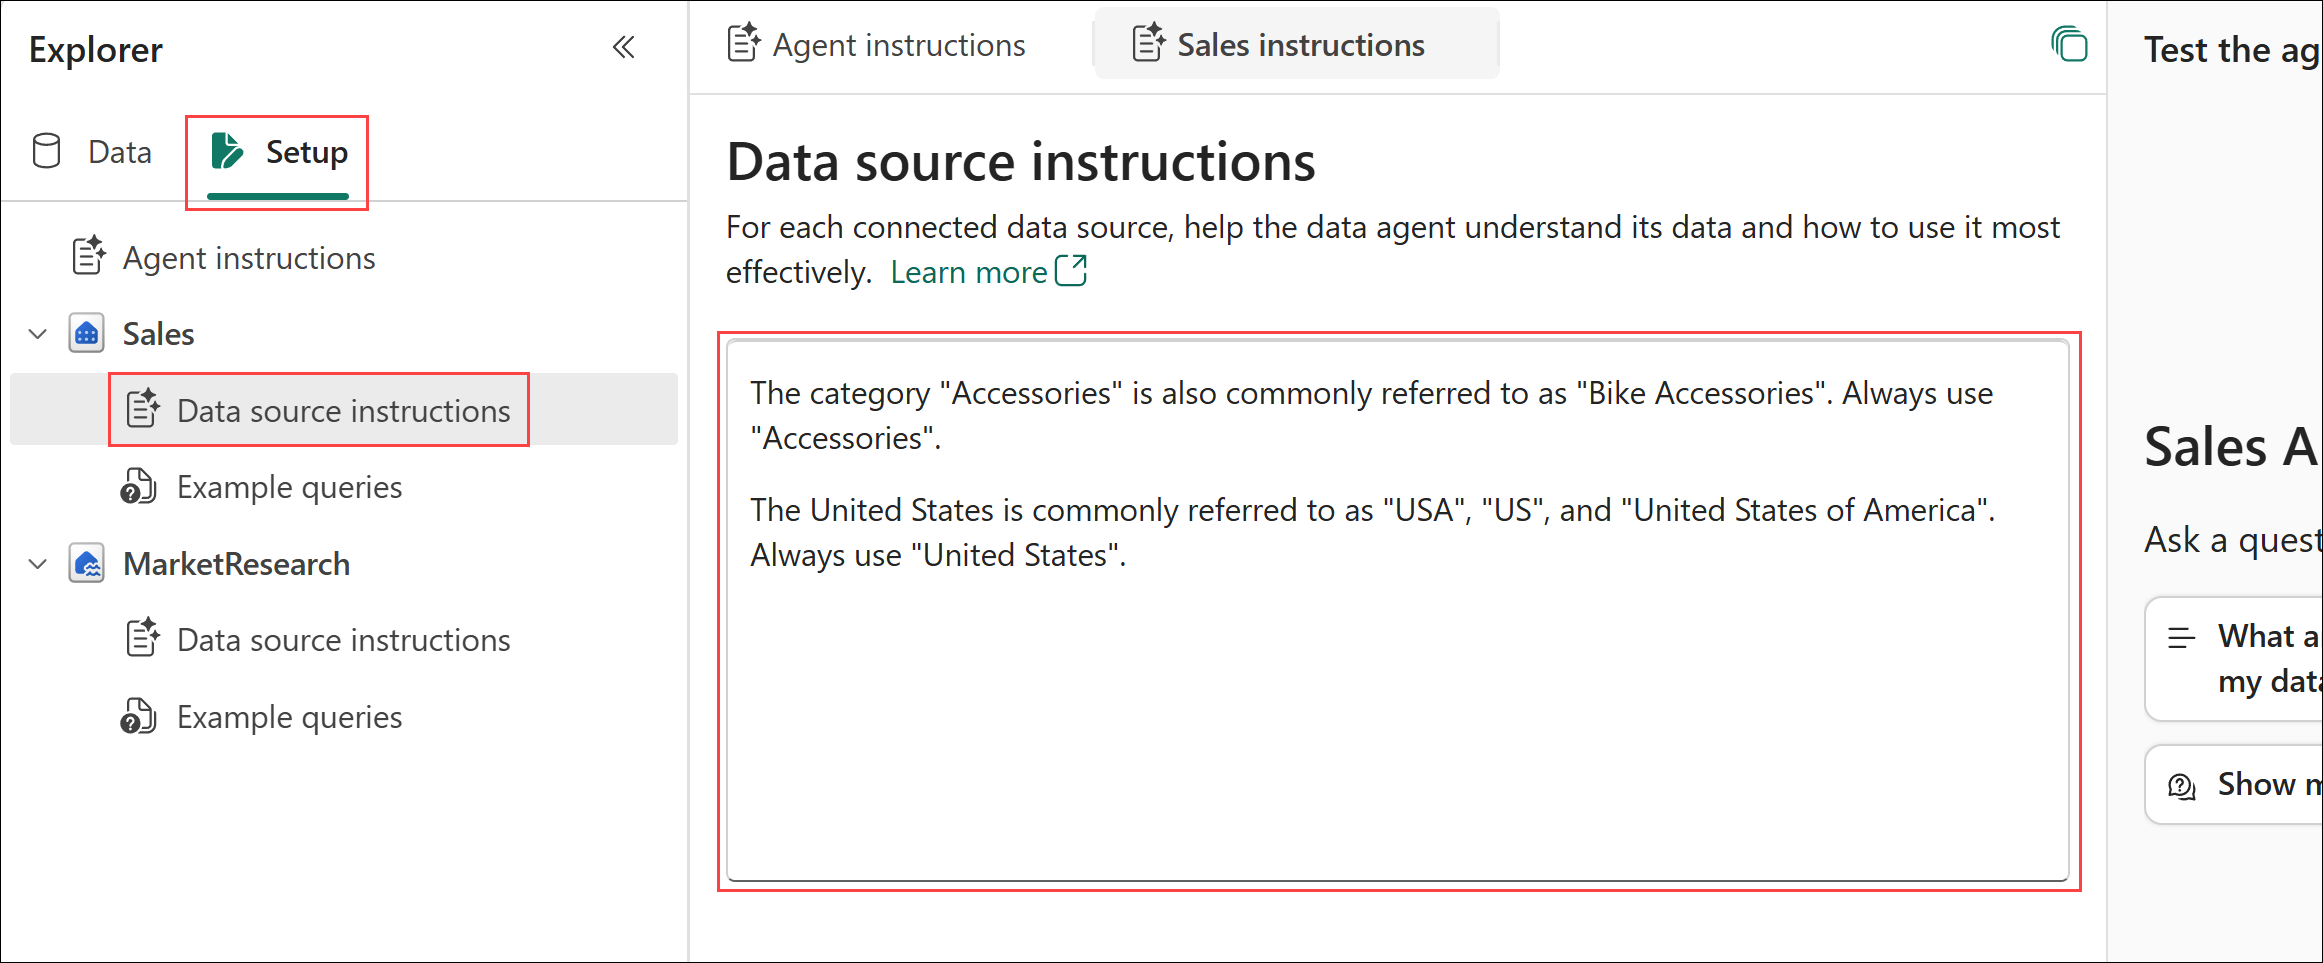 Explorer
Data
Setup
Agent instructions
Sales
Data source instructions
Example queries
MarketResearch
Data source instructions
Example queries
Agent instructions
Sales instructions
Data source instructions
For each connected data source, help the data agent understand its data and how to use it most
effectively. Learn more
The category "Accessories" is also commonly referred to as "Bike Accessories". Always use
"Accessories".
The United States is commonly referred to as "USA", "US", and "United States of America".
Always use "United States".
Test the ag
Sales A
Ask a quest
What a
my data
Show m